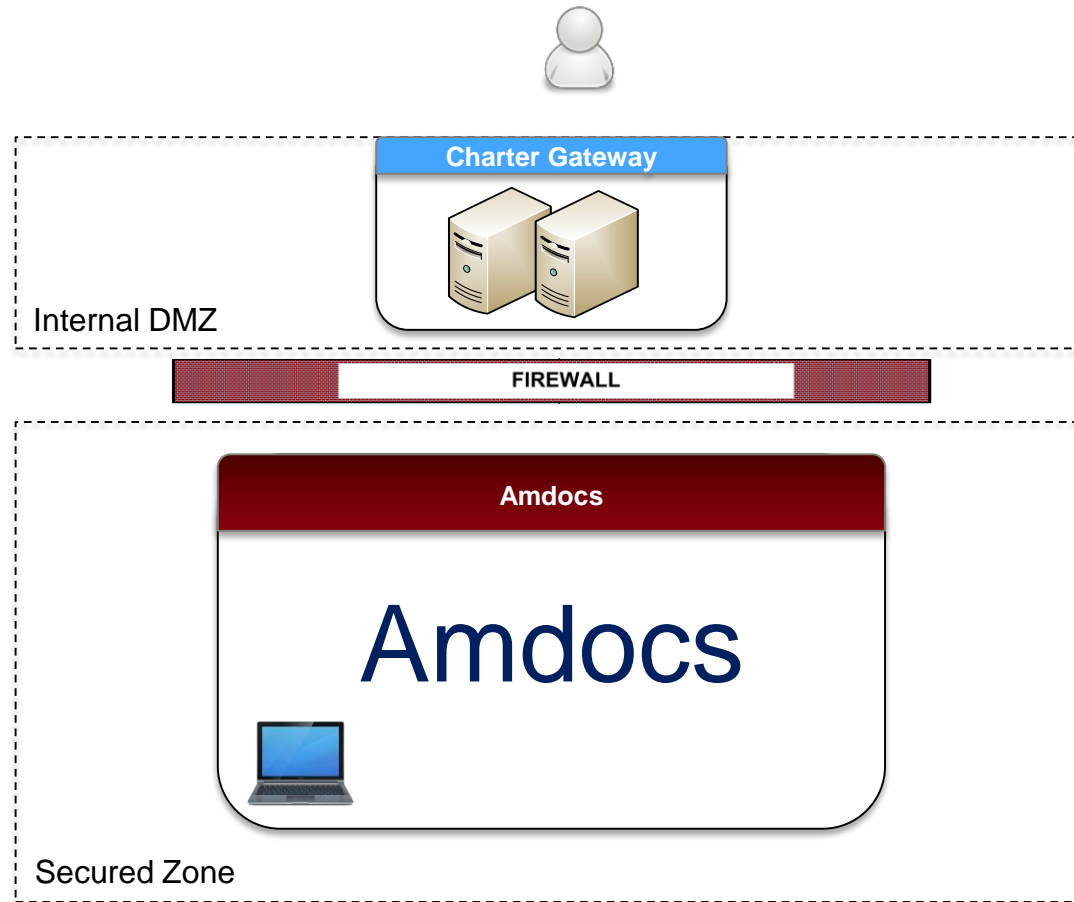 Charter Gateway
Internal DMZ
FIREWALL
Amdocs
Amdocs
Secured Zone